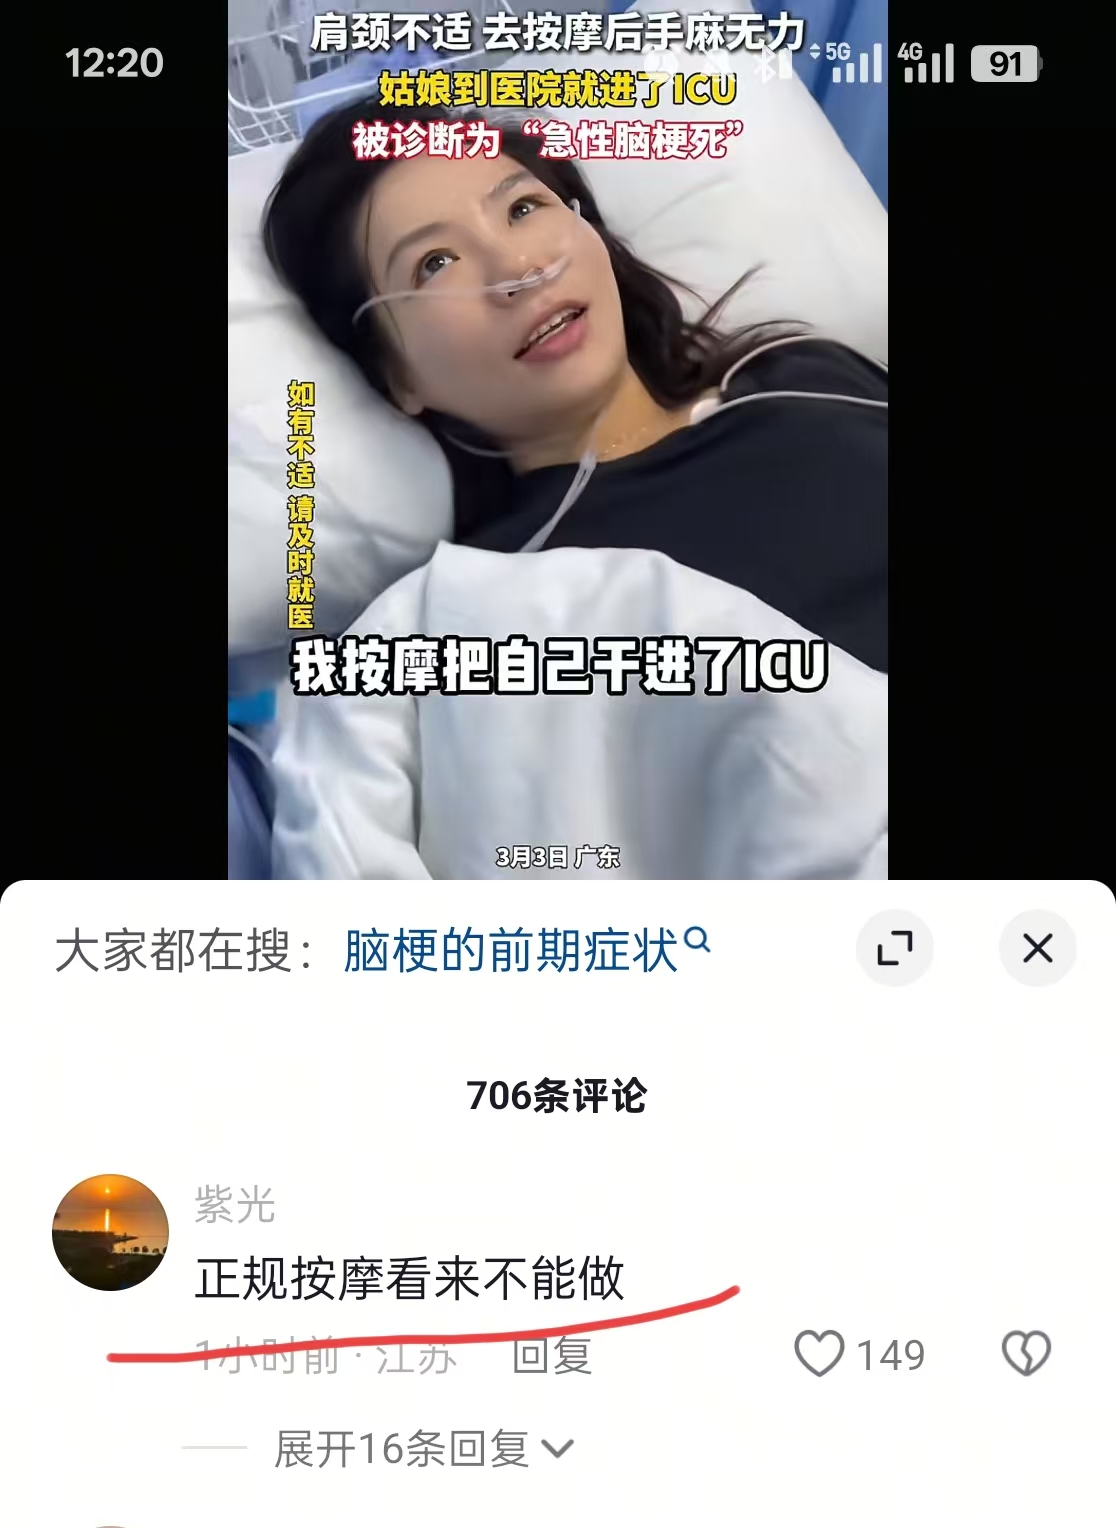 12:20
5G
4G
91
肩颈不适 去按摩后手麻无力
姑娘到医院就进了ICU
被诊断为“急性脑梗死”
如有不适 请及时就医
我按摩把自己干进了ICU
3月3日 广东
大家都在搜：脑梗的前期症状
706条评论
紫光
正规按摩看来不能做
1小时前 · 江苏 回复
149
展开16条回复